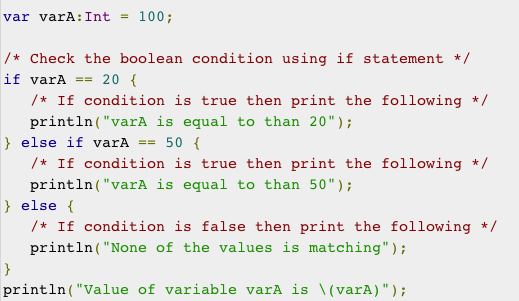 var varA:Int = 100;
/* Check the boolean condition using if statement */
if varA == 20 {
/* If condition is true then print the following */
println("varA is equal to than 20");
} else if varA == 50 {
/* If condition is true then print the following */
println("varA is equal to than 50");
} else {
/* If condition is false then print the following */
println("None of the values is matching");
}
println("Value of variable varA is \(varA)");